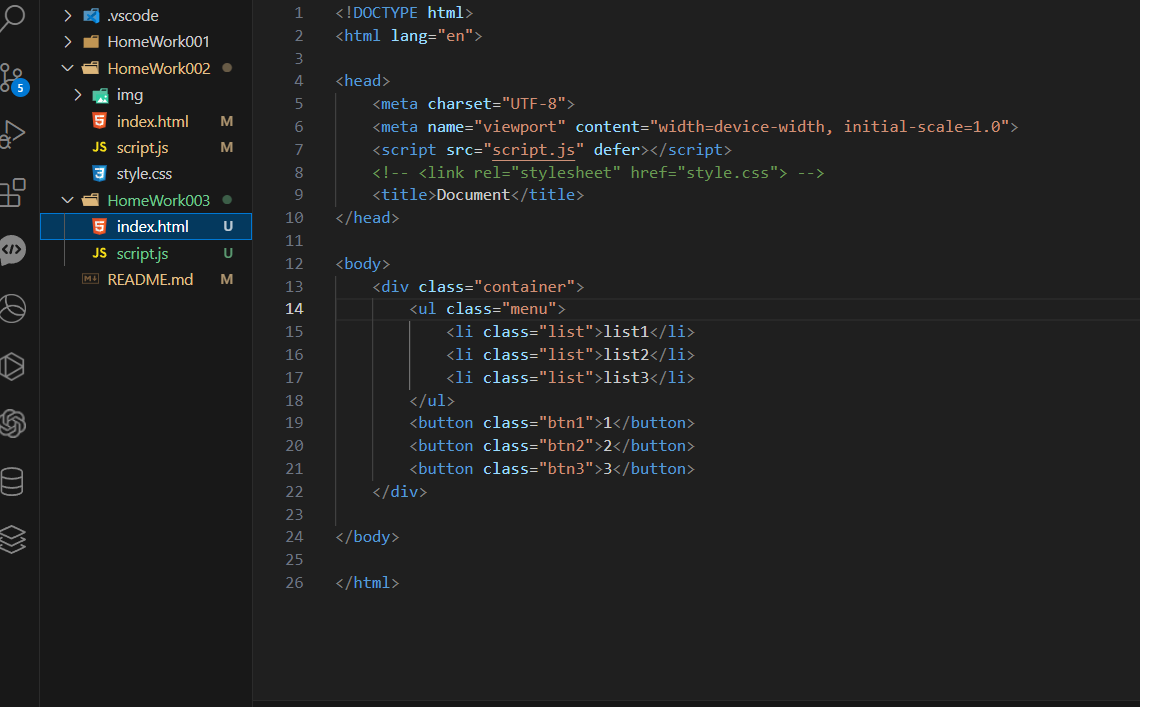 .vscode
HomeWork001
HomeWork002
img
index.html M
JS script.js M
style.css
HomeWork003
index.html U
JS script.js U
README.md M
5
1 <!DOCTYPE html>
2 <html lang="en">
3
4 <head>
5 <meta charset="UTF-8">
6 <meta name="viewport" content="width=device-width, initial-scale=1.0">
7 <script src="script.js" defer></script>
8 <!-- <link rel="stylesheet" href="style.css"> -->
9 <title>Document</title>
10 </head>
11
12 <body>
13 <div class="container">
14 <ul class="menu">
15 <li class="list">list1</li>
16 <li class="list">list2</li>
17 <li class="list">list3</li>
18 </ul>
19 <button class="btn1">1</button>
20 <button class="btn2">2</button>
21 <button class="btn3">3</button>
22 </div>
23
24 </body>
25
26 </html>